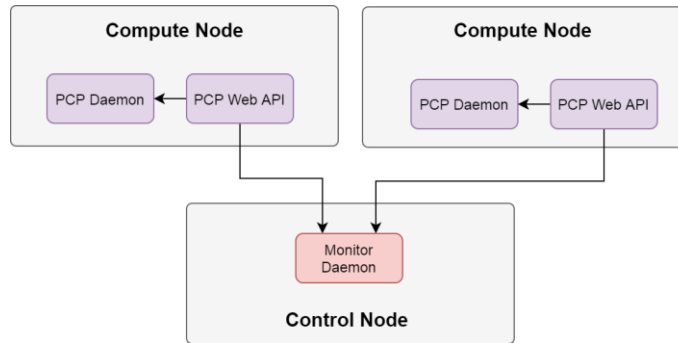 Compute Node
PCP Daemon
PCP Web API
Compute Node
PCP Daemon
PCP Web API
Monitor
Daemon
Control Node